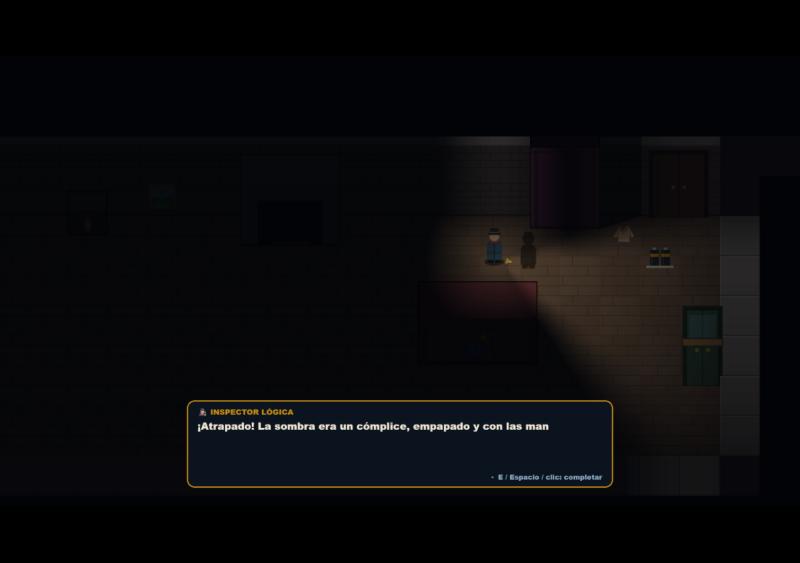 INSPECTOR LÓGICA
¡Atrapado! La sombra era un cómplice, empapado y con las man
E / Espacio / clic: completar